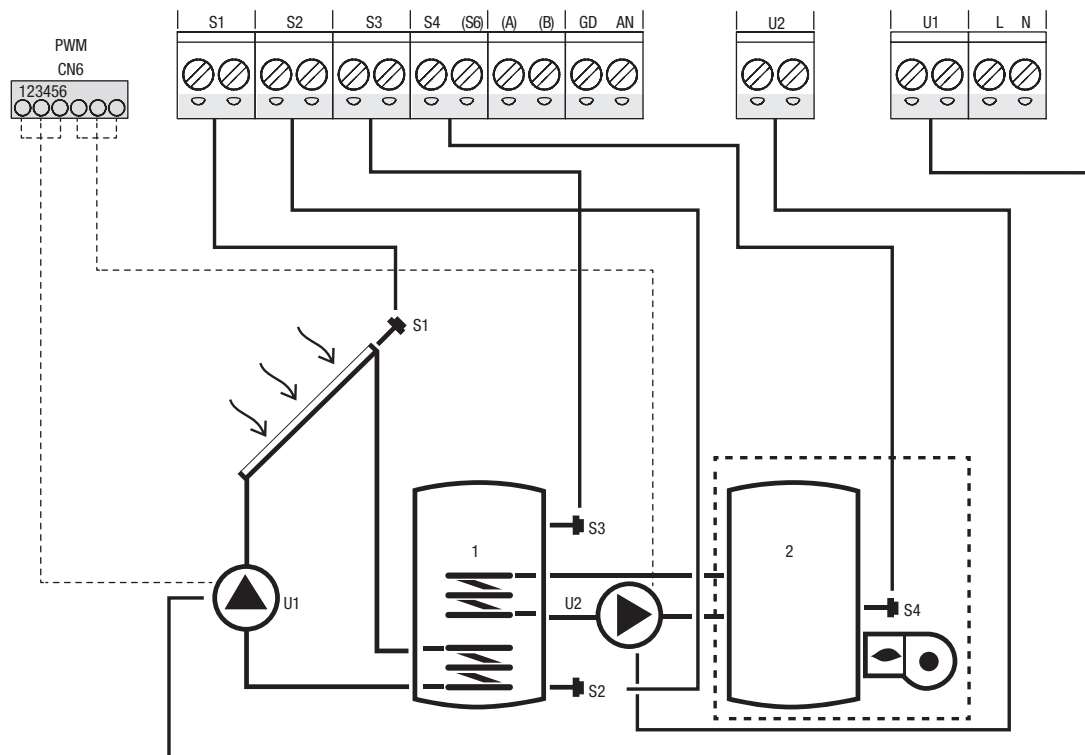 S1 S2 S3 S4 (S6) (A) (B) GD AN U2 U1 L N
PWM
CN6
123456
S1
S3
1
2
U1
U2
S4
S2